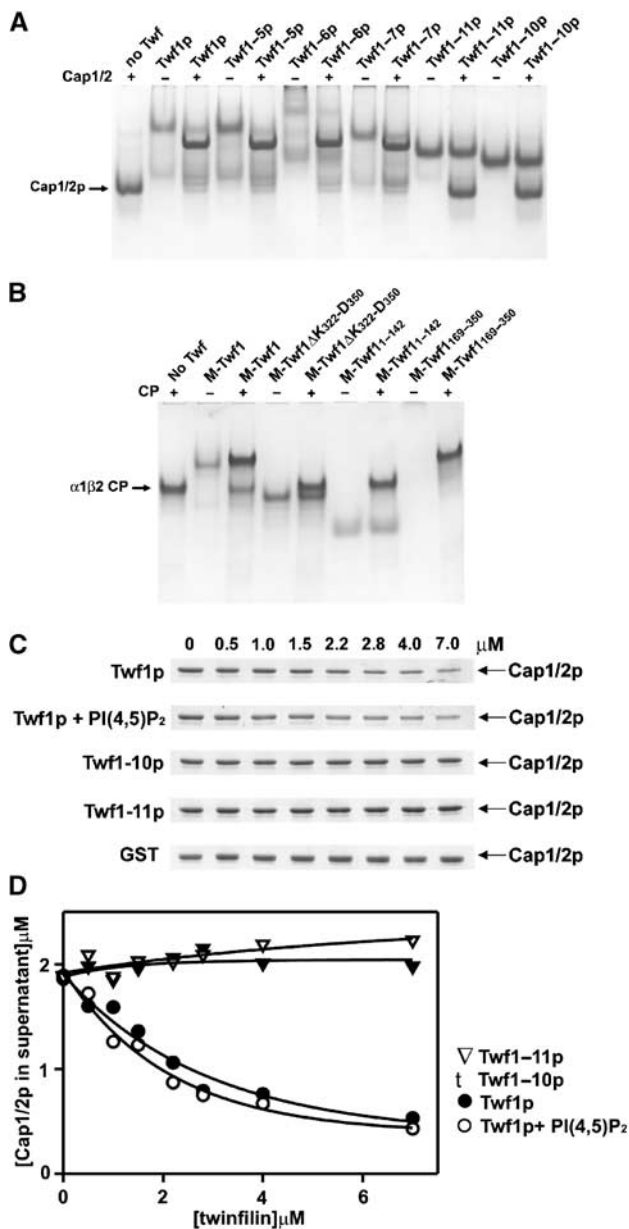 A
no Twf Twf1p Twf1p Twf1–5p Twf1–5p Twf1–6p Twf1–6p Twf1–7p Twf1–7p Twf1–11p Twf1–11p Twf1–10p Twf1–10p
Cap1/2 + – + – + – + – + – + – +
Cap1/2p
B
No Twf M-Twf1 M-Twf1 M-Twf1ΔK322-D350 M-Twf1ΔK322-D350 M-Twf11–142 M-Twf11–142 M-Twf1169–350 M-Twf1169–350
CP + – + – + – + – +
α1β2 CP
C
0 0.5 1.0 1.5 2.2 2.8 4.0 7.0 μM
Twf1p Cap1/2p
Twf1p + PI(4,5)P2 Cap1/2p
Twf1-10p Cap1/2p
Twf1-11p Cap1/2p
GST Cap1/2p
D
[Cap1/2p in supernatant]μM
2
1
0
0 2 4 6
[twinfilin]μM
Twf1–11p
t Twf1–10p
Twf1p
Twf1p+ PI(4,5)P2